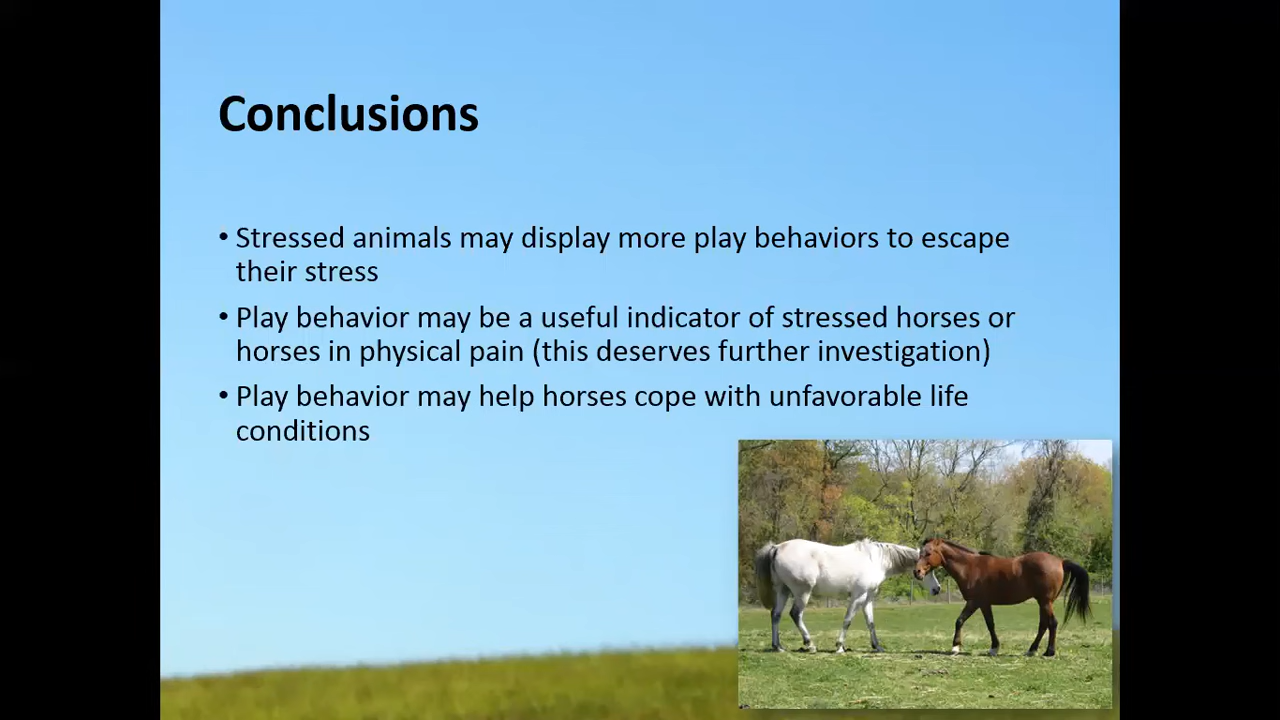 Conclusions
• Stressed animals may display more play behaviors to escape
their stress
• Play behavior may be a useful indicator of stressed horses or
horses in physical pain (this deserves further investigation)
• Play behavior may help horses cope with unfavorable life
conditions